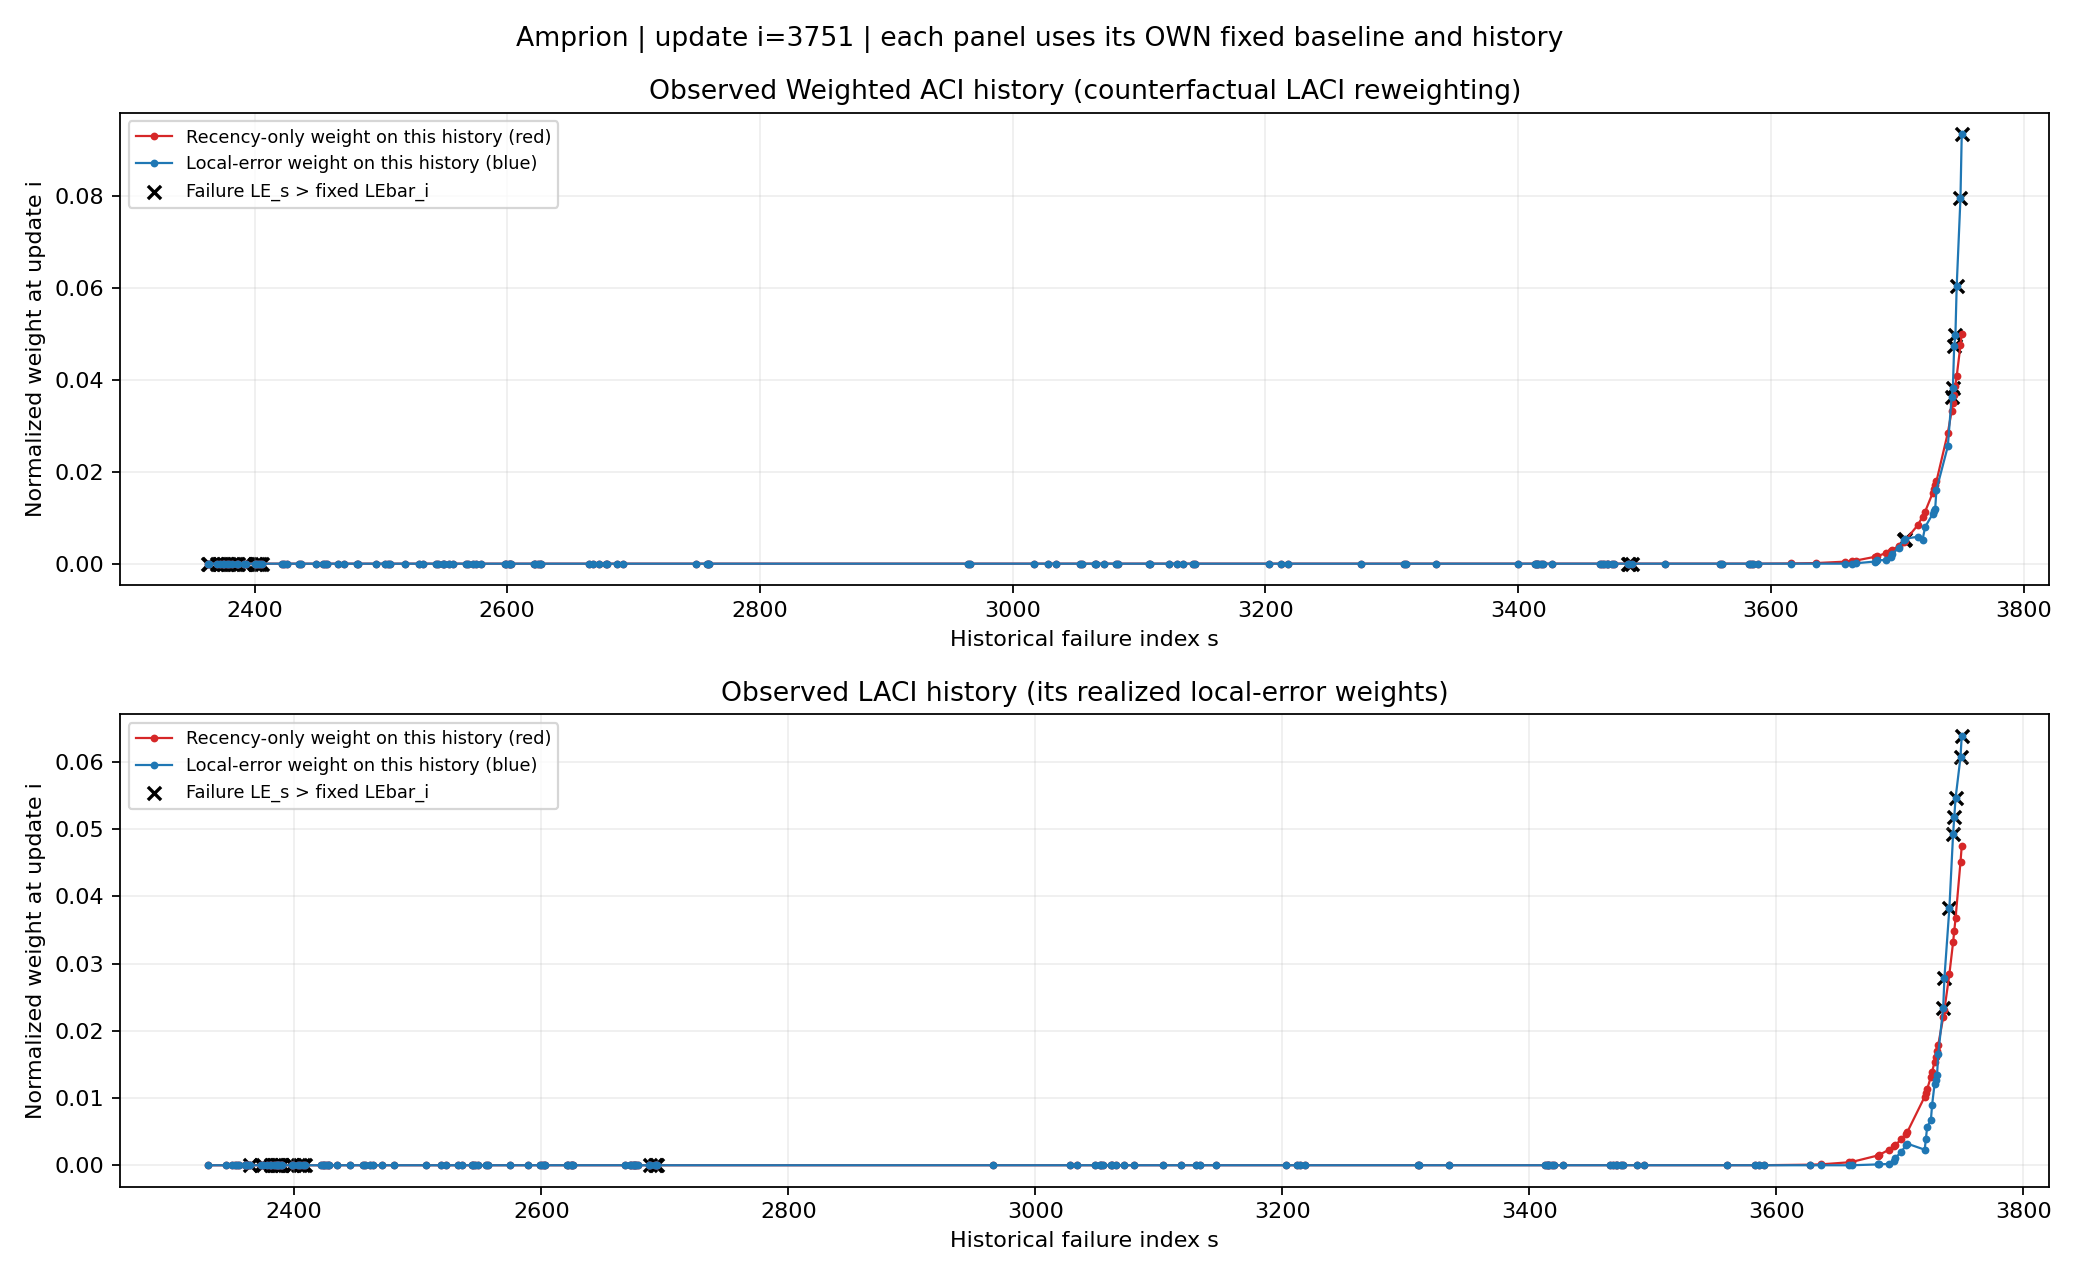 Amprion | update i=3751 | each panel uses its OWN fixed baseline and history
Observed Weighted ACI history (counterfactual LACI reweighting)
Recency-only weight on this history (red)
Local-error weight on this history (blue)
Failure LE_s > fixed LEbar_i
Normalized weight at update i
0.08
0.06
0.04
0.02
0.00
2400 2600 2800 3000 3200 3400 3600 3800
Historical failure index s
Observed LACI history (its realized local-error weights)
Recency-only weight on this history (red)
Local-error weight on this history (blue)
Failure LE_s > fixed LEbar_i
Normalized weight at update i
0.06
0.05
0.04
0.03
0.02
0.01
0.00
2400 2600 2800 3000 3200 3400 3600 3800
Historical failure index s